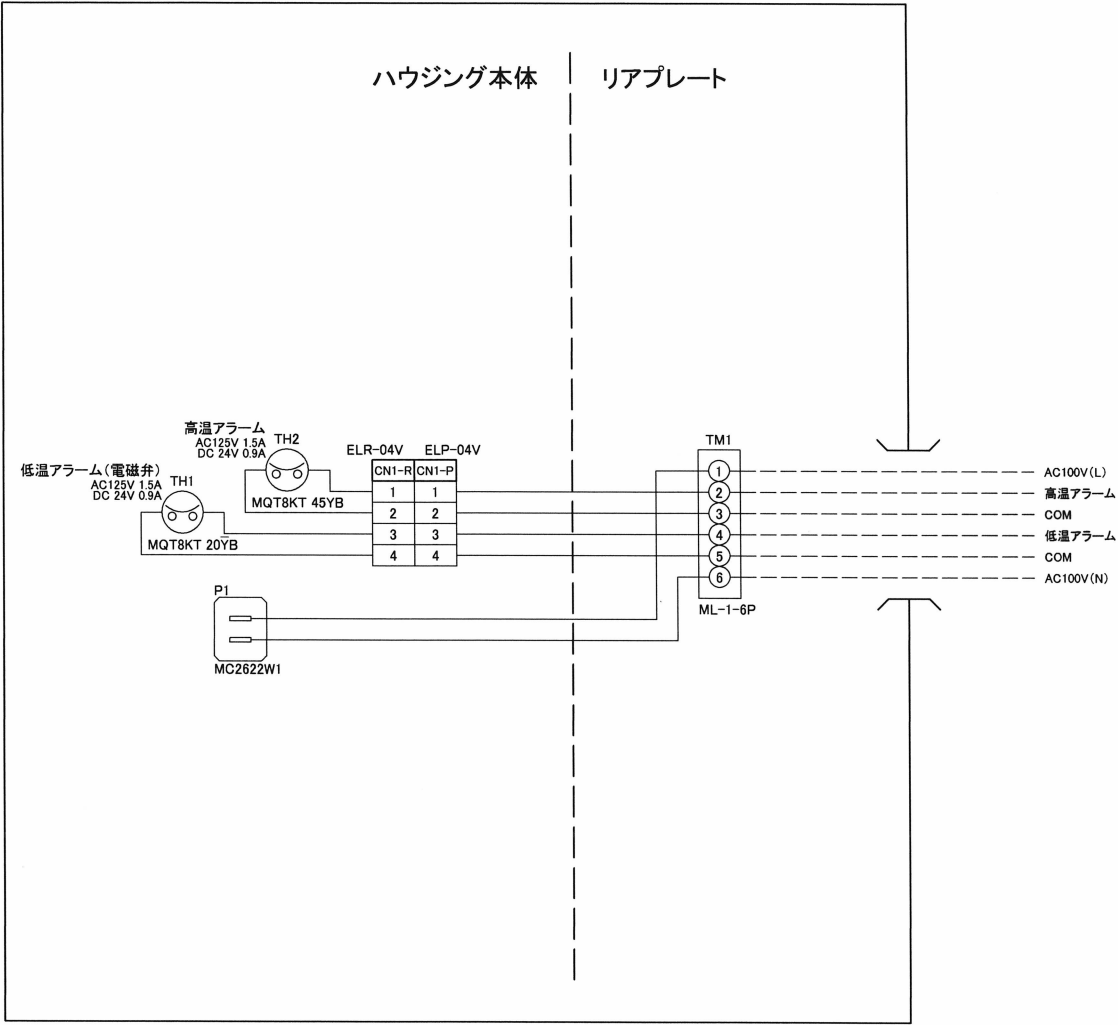 ハウジング本体
リアプレート
高温アラーム
AC125V 1.5A
DC 24V 0.9A
TH2
MQT8KT 45YB
低温アラーム(電磁弁)
AC125V 1.5A
DC 24V 0.9A
TH1
MQT8KT 20YB
ELR-04V ELP-04V
CN1-R CN1-P
1 1
2 2
3 3
4 4
P1
MC2622W1
TM1
1
2
3
4
5
6
ML-1-6P
AC100V(L)
高温アラーム
COM
低温アラーム
COM
AC100V(N)